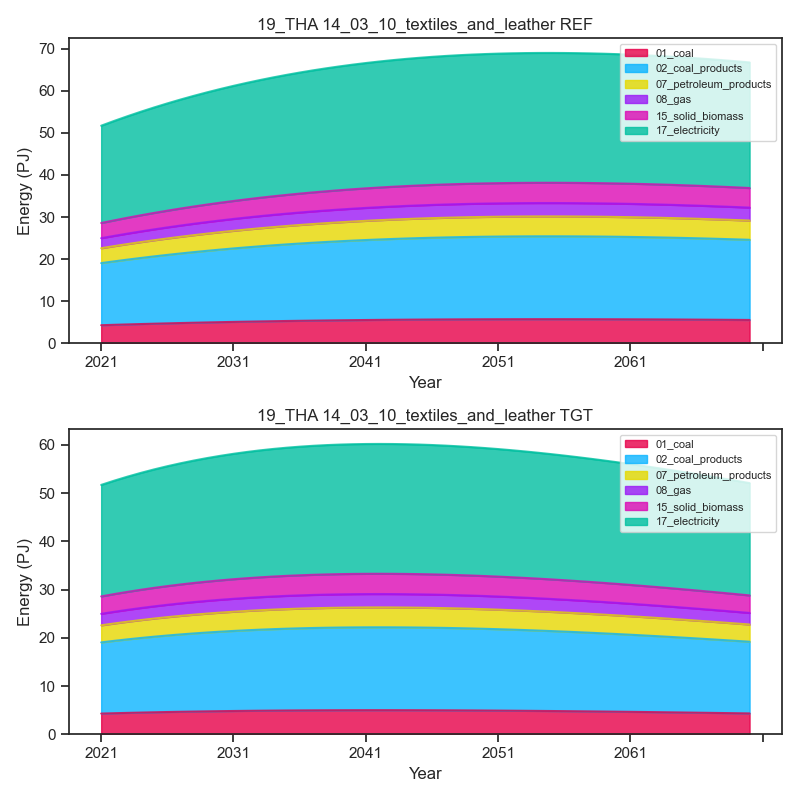 19_THA 14_03_10_textiles_and_leather REF
70
60
50
40
30
20
10
0
Energy (PJ)
01_coal
02_coal_products
07_petroleum_products
08_gas
15_solid_biomass
17_electricity
2021 2031 2041 2051 2061
Year
19_THA 14_03_10_textiles_and_leather TGT
60
50
40
30
20
10
0
Energy (PJ)
01_coal
02_coal_products
07_petroleum_products
08_gas
15_solid_biomass
17_electricity
2021 2031 2041 2051 2061
Year